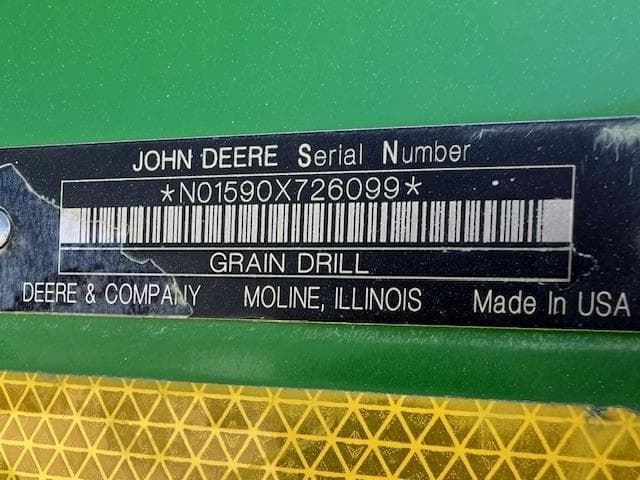 JOHN DEERE Serial Number
*N01590X726099*
GRAIN DRILL
DEERE & COMPANY MOLINE, ILLINOIS Made In USA